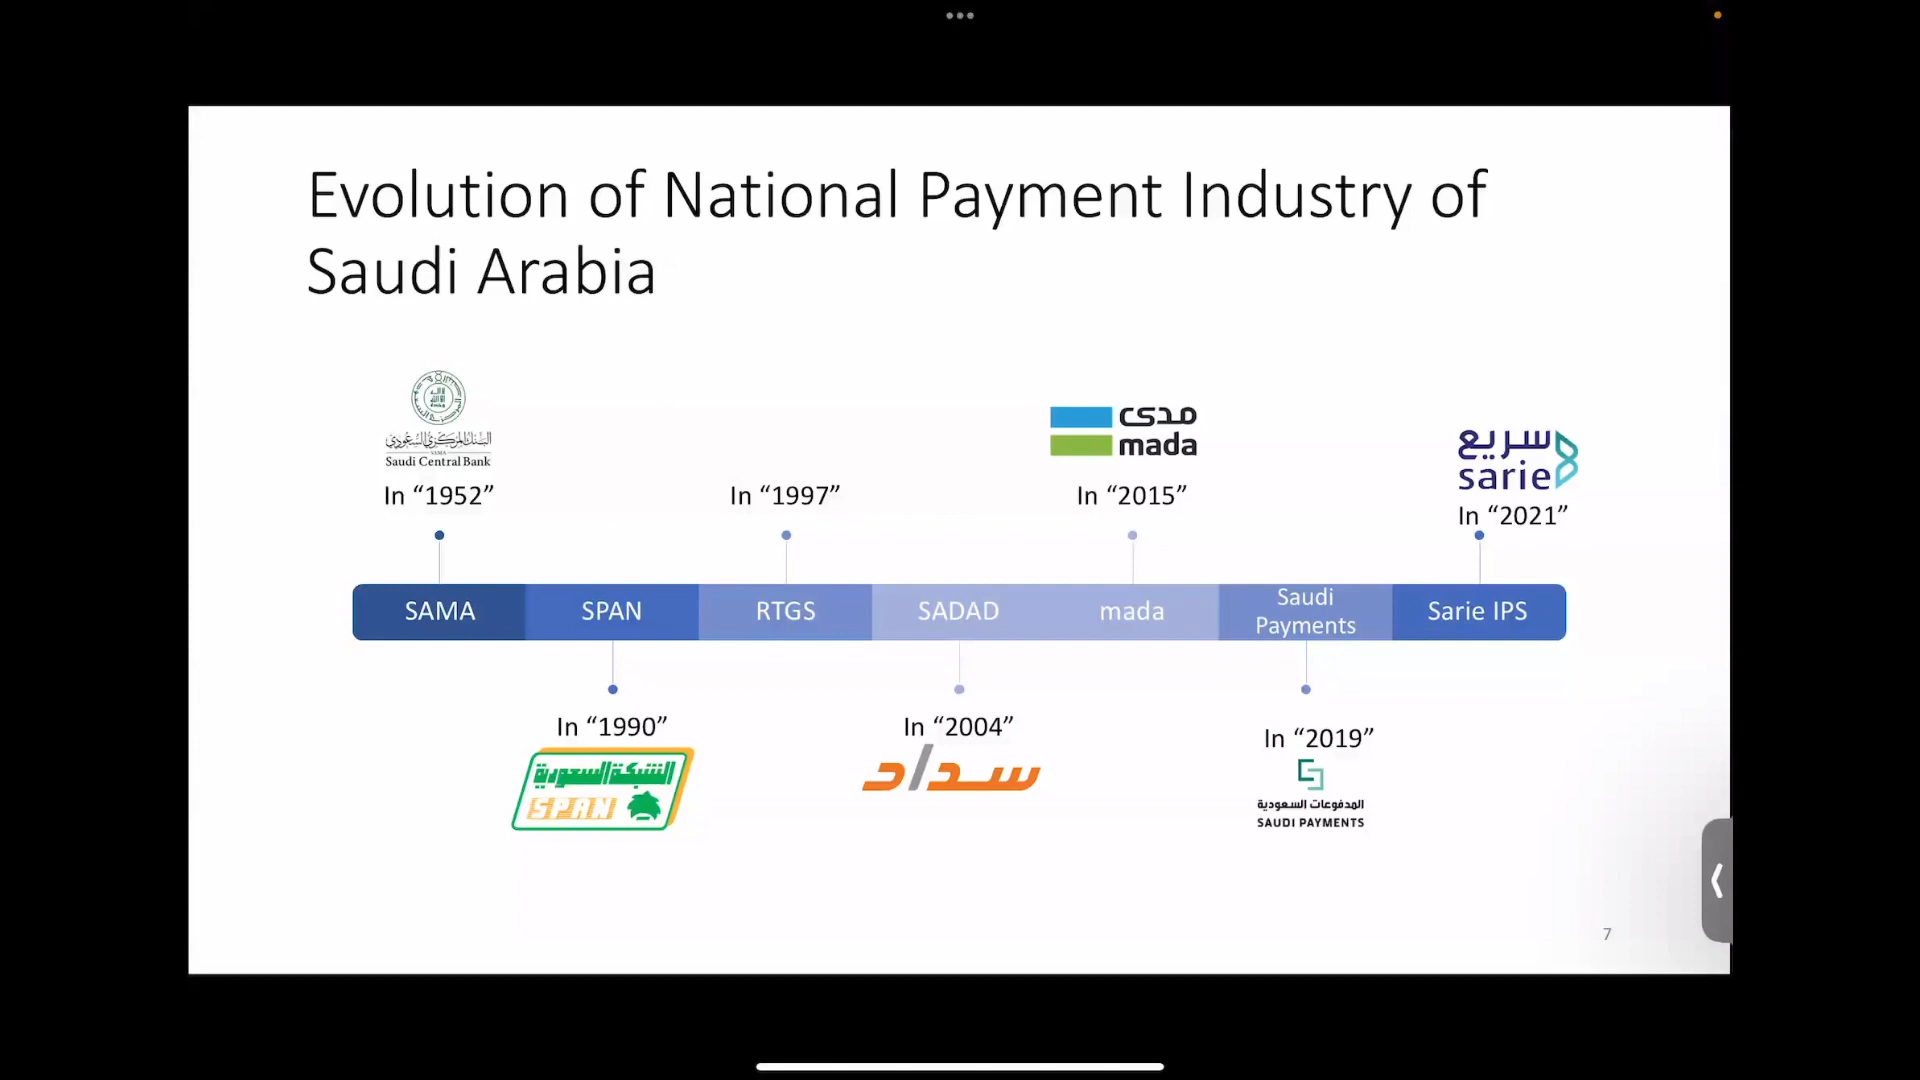 Evolution of National Payment Industry of
Saudi Arabia
البنك المركزي السعودي
SAMA
Saudi Central Bank
In “1952”
In “1997”
مدى
mada
In “2015”
سريع
sarie
In “2021”
SAMA
SPAN
RTGS
SADAD
mada
Saudi
Payments
Sarie IPS
In “1990”
الشبكة السعودية
SPAN
In “2004”
سداد
In “2019”
المدفوعات السعودية
SAUDI PAYMENTS
7